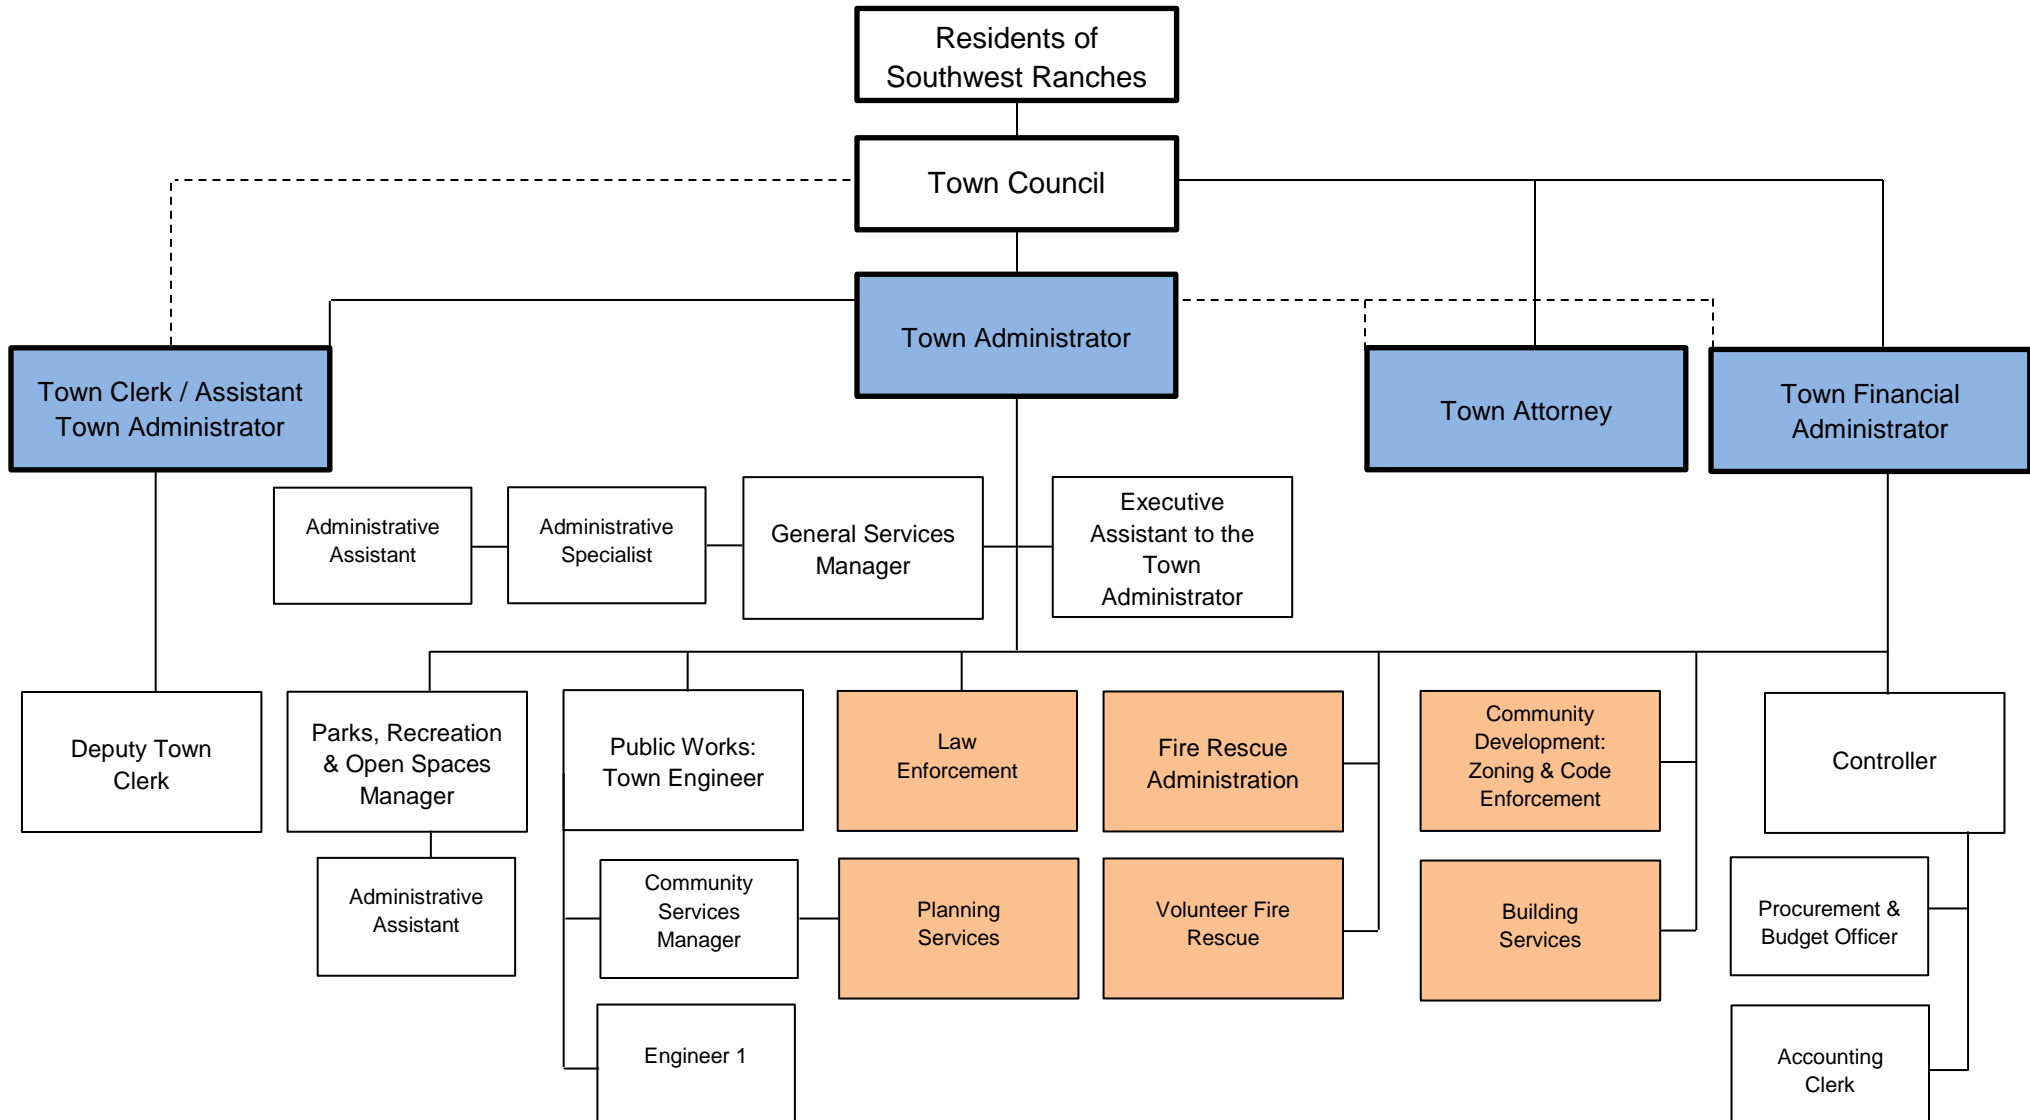 Residents of
Southwest Ranches
Town Council
Town Administrator
Town Clerk / Assistant
Town Administrator
Town Attorney
Town Financial
Administrator
Administrative
Assistant
Administrative
Specialist
General Services
Manager
Executive
Assistant to the
Town
Administrator
Deputy Town
Clerk
Parks, Recreation
& Open Spaces
Manager
Public Works:
Town Engineer
Law
Enforcement
Fire Rescue
Administration
Community
Development:
Zoning & Code
Enforcement
Controller
Administrative
Assistant
Community
Services
Manager
Planning
Services
Volunteer Fire
Rescue
Building
Services
Procurement &
Budget Officer
Engineer 1
Accounting
Clerk